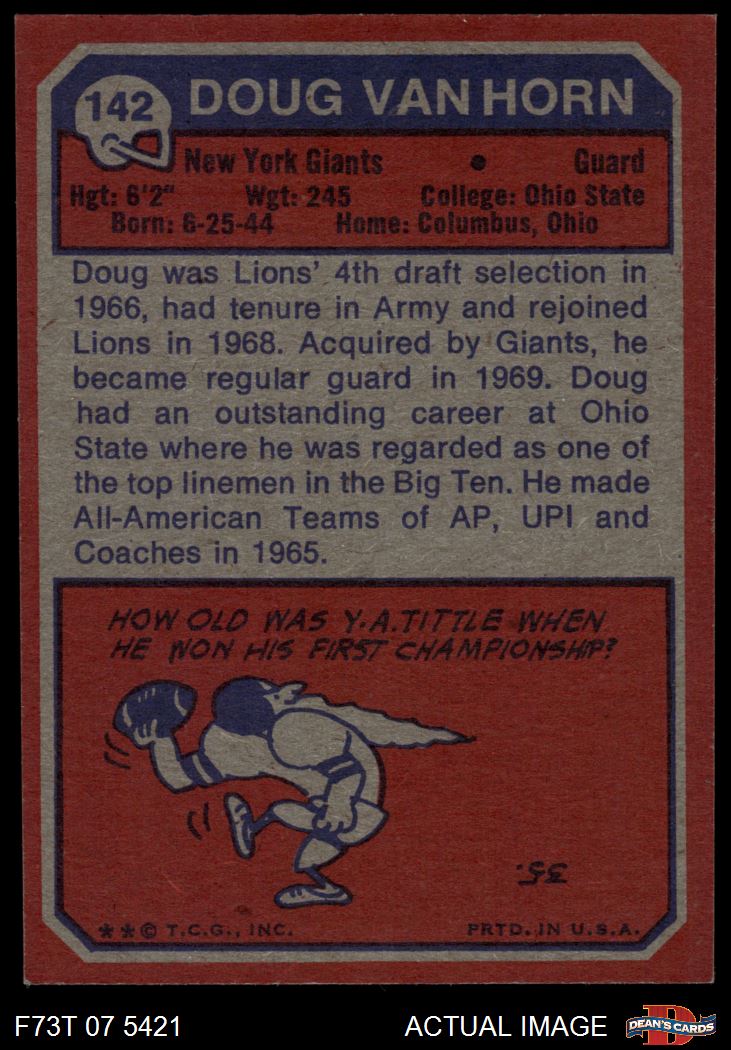 142 DOUG VAN HORN
New York Giants • Guard
Hgt: 6'2" Wgt: 245 College: Ohio State
Born: 6-25-44 Home: Columbus, Ohio
Doug was Lions' 4th draft selection in
1966, had tenure in Army and rejoined
Lions in 1968. Acquired by Giants, he
became regular guard in 1969. Doug
had an outstanding career at Ohio
State where he was regarded as one of
the top linemen in the Big Ten. He made
All-American Teams of AP, UPI and
Coaches in 1965.
HOW OLD WAS Y.A. TITTLE WHEN
HE WON HIS FIRST CHAMPIONSHIP?
35.
**© T.C.G., INC. PRTD. IN U.S.A.
F73T 07 5421 ACTUAL IMAGE D DEAN'S CARDS